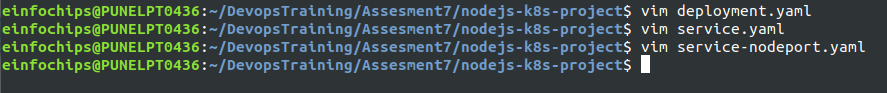 einfochips@PUNELPT0436:~/DevopsTraining/Assesment7/nodejs-k8s-project$ vim deployment.yaml
einfochips@PUNELPT0436:~/DevopsTraining/Assesment7/nodejs-k8s-project$ vim service.yaml
einfochips@PUNELPT0436:~/DevopsTraining/Assesment7/nodejs-k8s-project$ vim service-nodeport.yaml
einfochips@PUNELPT0436:~/DevopsTraining/Assesment7/nodejs-k8s-project$